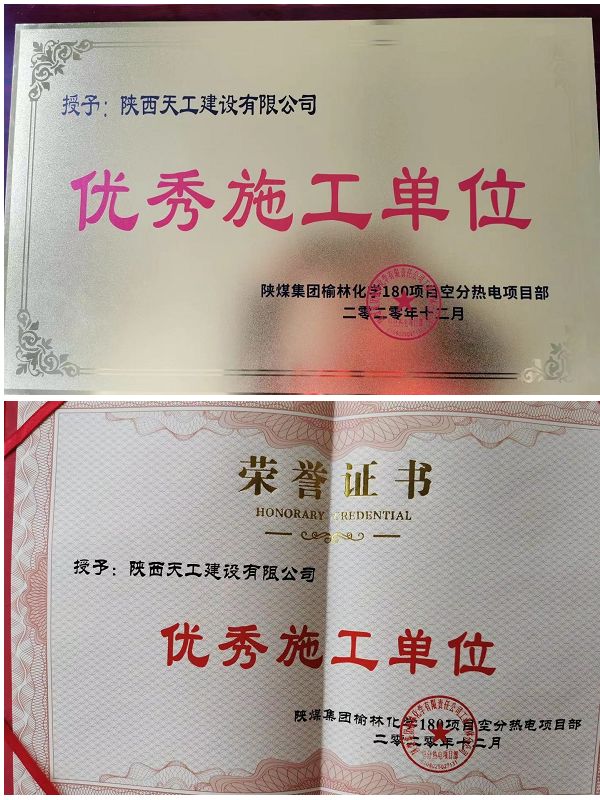 授予：陕西天工建设有限公司
优秀施工单位
陕煤集团榆林化学180项目空分热电项目部
二零二零年十二月
荣誉证书
HONORARY CREDENTIAL
授予：陕西天工建设有限公司
优秀施工单位
陕煤集团榆林化学180项目空分热电项目部
二零二零年十二月